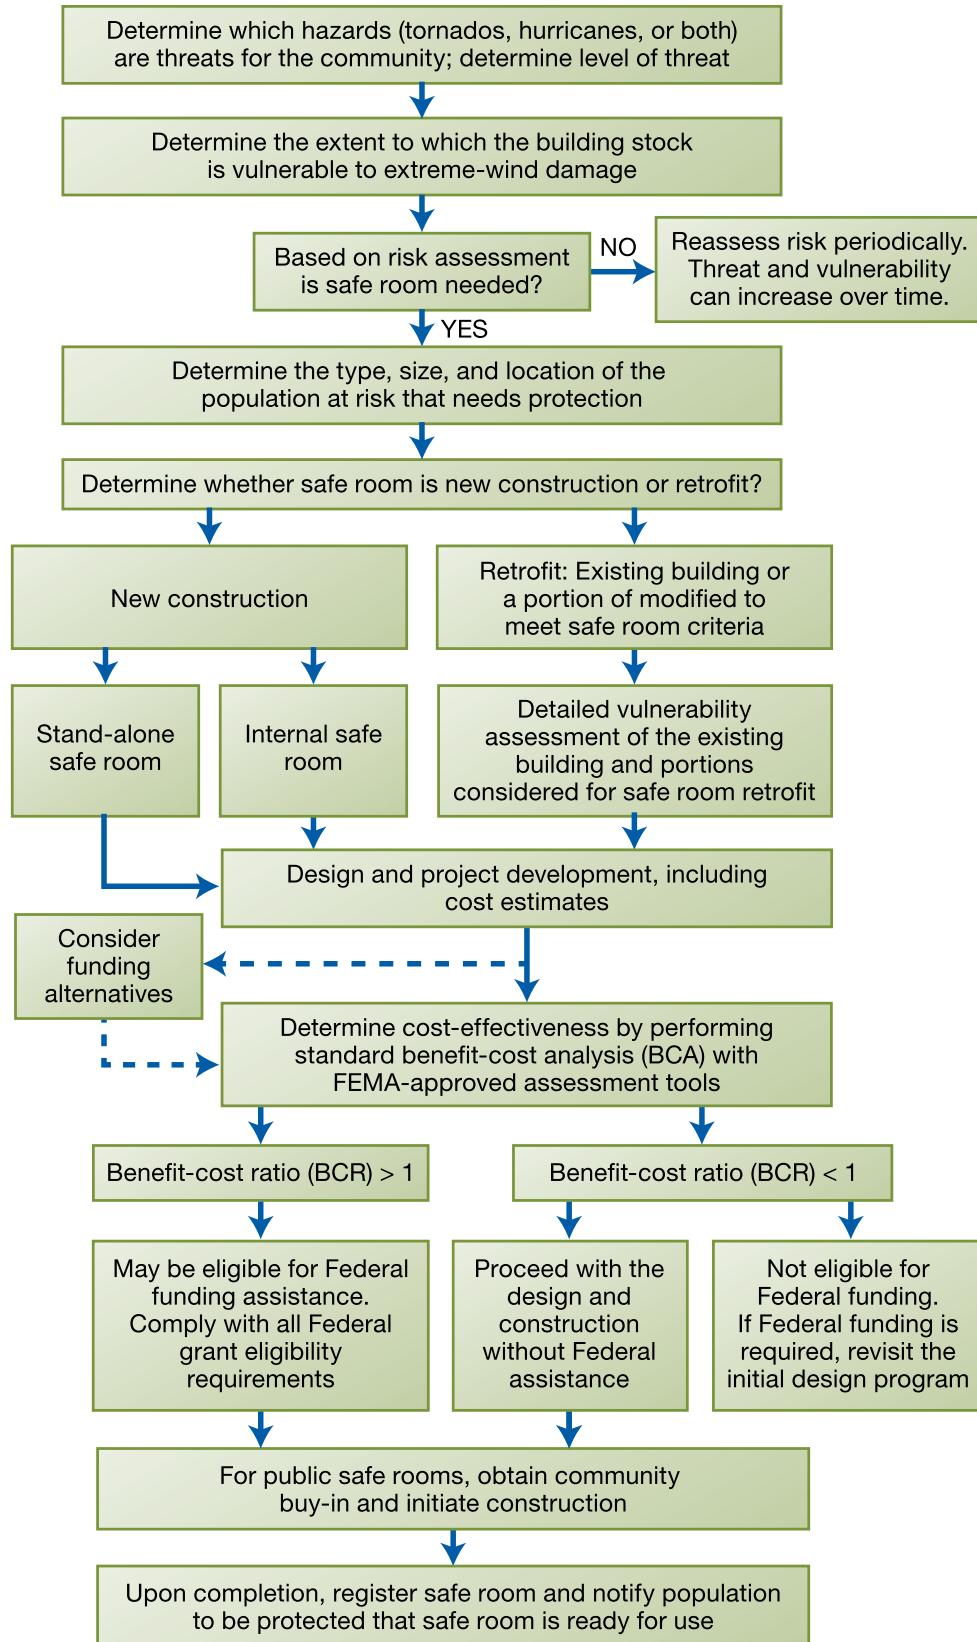 Determine which hazards (tornados, hurricanes, or both)
are threats for the community; determine level of threat
Determine the extent to which the building stock
is vulnerable to extreme-wind damage
Based on risk assessment
is safe room needed?
NO
Reassess risk periodically.
Threat and vulnerability
can increase over time.
YES
Determine the type, size, and location of the
population at risk that needs protection
Determine whether safe room is new construction or retrofit?
New construction
Retrofit: Existing building or
a portion of modified to
meet safe room criteria
Stand-alone
safe room
Internal safe
room
Detailed vulnerability
assessment of the existing
building and portions
considered for safe room retrofit
Design and project development, including
cost estimates
Consider
funding
alternatives
Determine cost-effectiveness by performing
standard benefit-cost analysis (BCA) with
FEMA-approved assessment tools
Benefit-cost ratio (BCR) > 1
Benefit-cost ratio (BCR) < 1
May be eligible for Federal
funding assistance.
Comply with all Federal
grant eligibility
requirements
Proceed with the
design and
construction
without Federal
assistance
Not eligible for
Federal funding.
If Federal funding is
required, revisit the
initial design program
For public safe rooms, obtain community
buy-in and initiate construction
Upon completion, register safe room and notify population
to be protected that safe room is ready for use